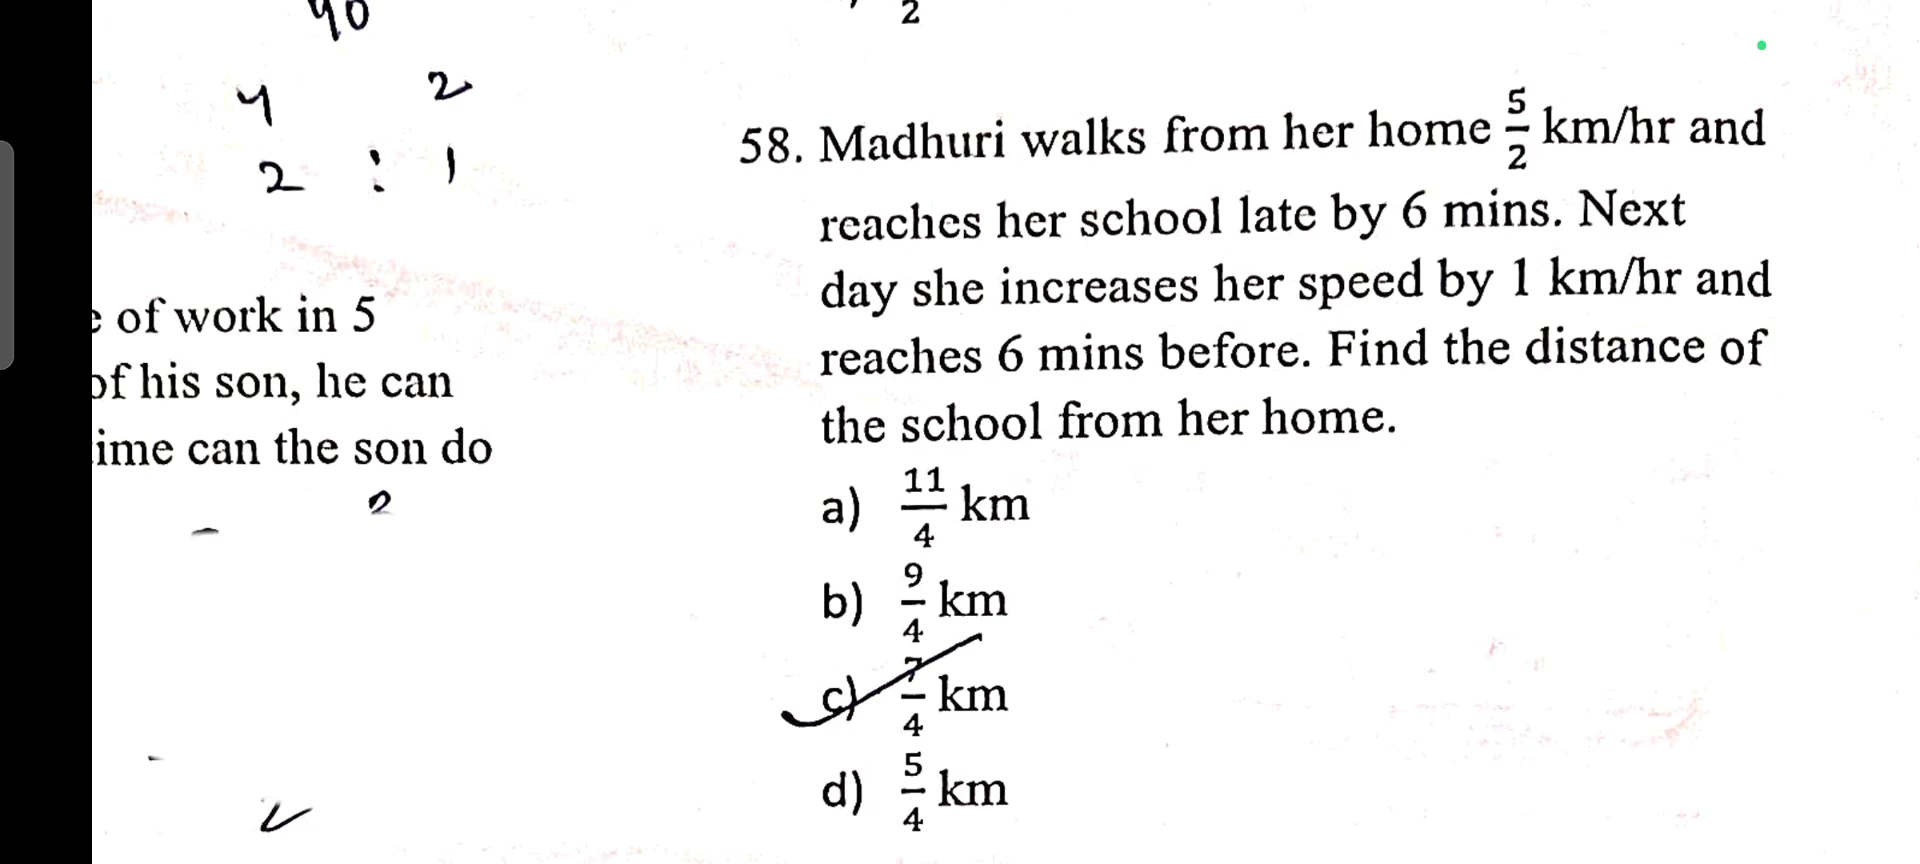 40
2
4 2
2 : 1
of work in 5
of his son, he can
ime can the son do
2
58. Madhuri walks from her home 5/2 km/hr and
reaches her school late by 6 mins. Next
day she increases her speed by 1 km/hr and
reaches 6 mins before. Find the distance of
the school from her home.
a) 11/4 km
b) 9/4 km
c) 7/4 km
d) 5/4 km